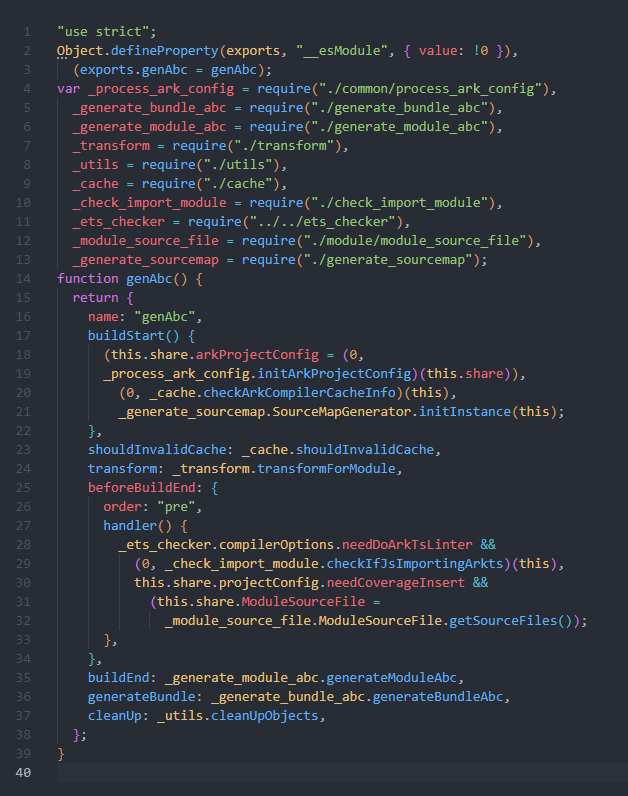 1 "use strict";
2 Object.defineProperty(exports, "__esModule", { value: !0 }),
3 (exports.genAbc = genAbc);
4 var _process_ark_config = require("./common/process_ark_config"),
5 _generate_bundle_abc = require("./generate_bundle_abc"),
6 _generate_module_abc = require("./generate_module_abc"),
7 _transform = require("./transform"),
8 _utils = require("./utils"),
9 _cache = require("./cache"),
10 _check_import_module = require("./check_import_module"),
11 _ets_checker = require("../../ets_checker"),
12 _module_source_file = require("./module/module_source_file"),
13 _generate_sourcemap = require("./generate_sourcemap");
14 function genAbc() {
15 return {
16 name: "genAbc",
17 buildStart() {
18 (this.share.arkProjectConfig = (0,
19 _process_ark_config.initArkProjectConfig)(this.share)),
20 (0, _cache.checkArkCompilerCacheInfo)(this),
21 _generate_sourcemap.SourceMapGenerator.initInstance(this);
22 },
23 shouldInvalidCache: _cache.shouldInvalidCache,
24 transform: _transform.transformForModule,
25 beforeBuildEnd: {
26 order: "pre",
27 handler() {
28 _ets_checker.compilerOptions.needDoArkTsLinter &&
29 (0, _check_import_module.checkIfJsImportingArkts)(this),
30 this.share.projectConfig.needCoverageInsert &&
31 (this.share.ModuleSourceFile =
32 _module_source_file.ModuleSourceFile.getSourceFiles());
33 },
34 },
35 buildEnd: _generate_module_abc.generateModuleAbc,
36 generateBundle: _generate_bundle_abc.generateBundleAbc,
37 cleanUp: _utils.cleanUpObjects,
38 };
39 }
40